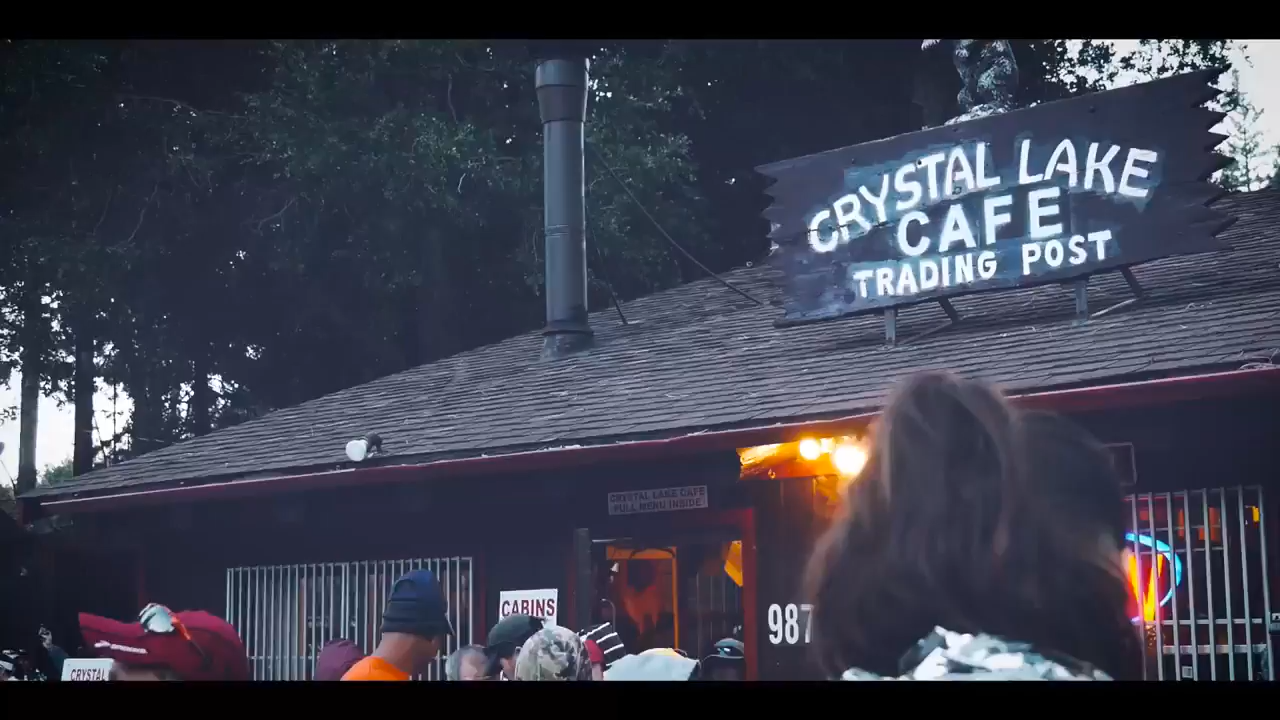 CRYSTAL LAKE
CAFE
TRADING POST
CRYSTAL LAKE CAFE
FULL MENU INSIDE
CABINS
987
CRYSTAL